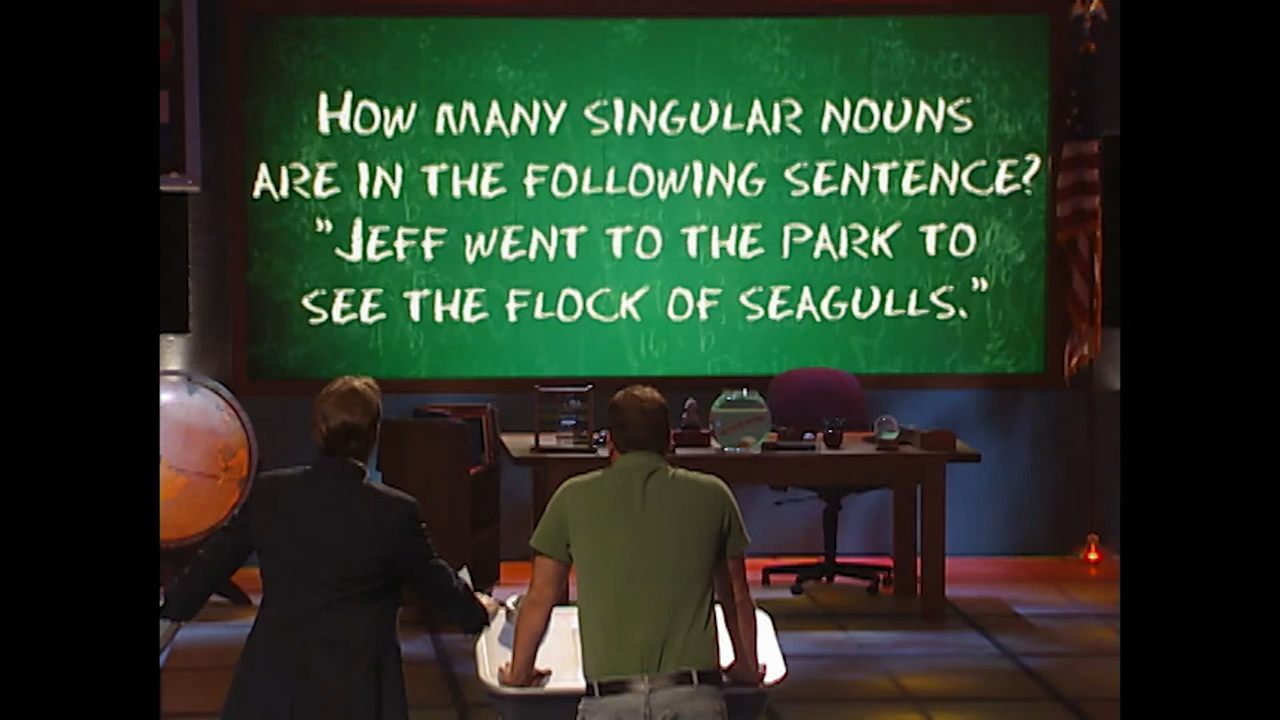 HOW MANY SINGULAR NOUNS
ARE IN THE FOLLOWING SENTENCE?
"JEFF WENT TO THE PARK TO
SEE THE FLOCK OF SEAGULLS."